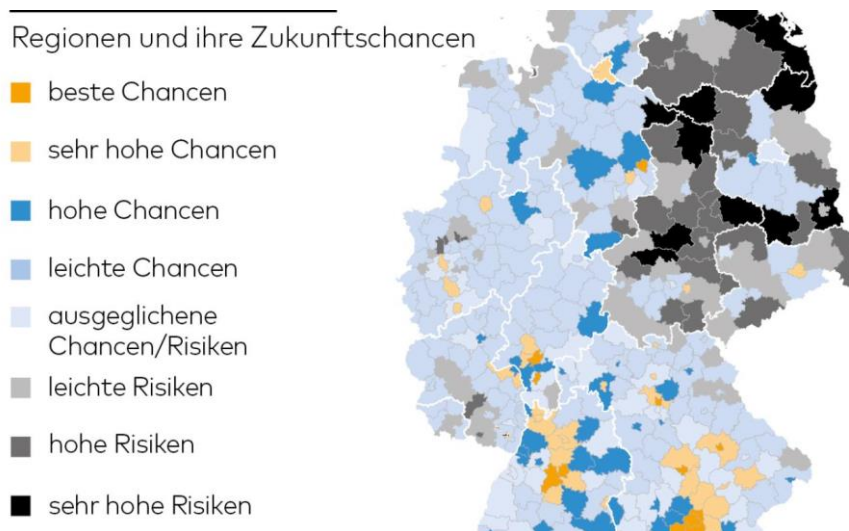 Regionen und ihre Zukunftschancen
beste Chancen
sehr hohe Chancen
hohe Chancen
leichte Chancen
ausgeglichene
Chancen/Risiken
leichte Risiken
hohe Risiken
sehr hohe Risiken